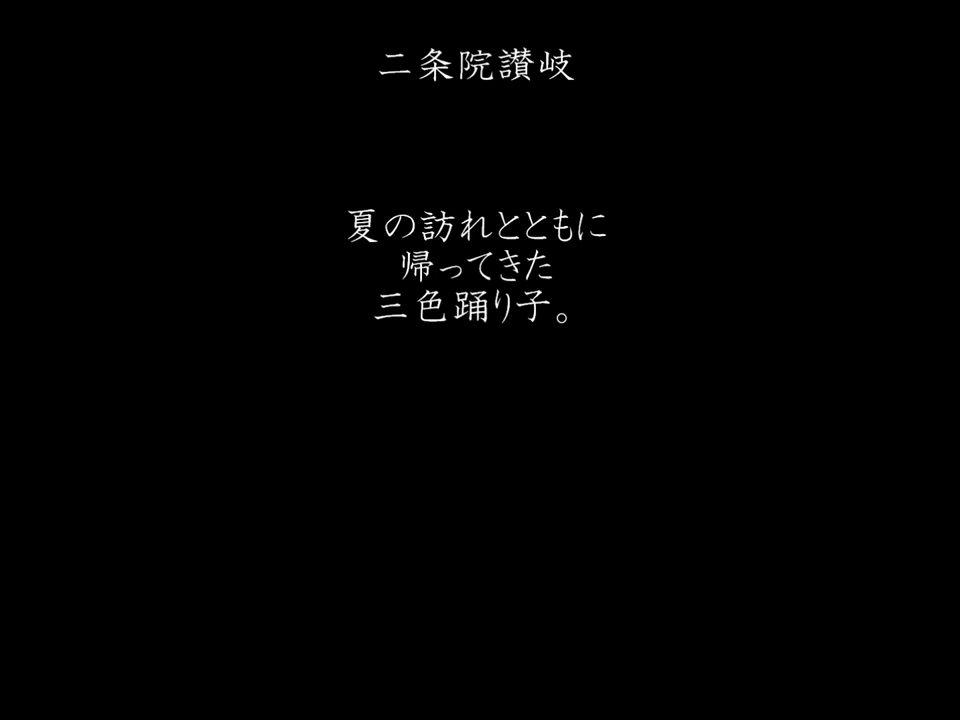 二条院讃岐
夏の訪れとともに
帰ってきた
三色踊り子。